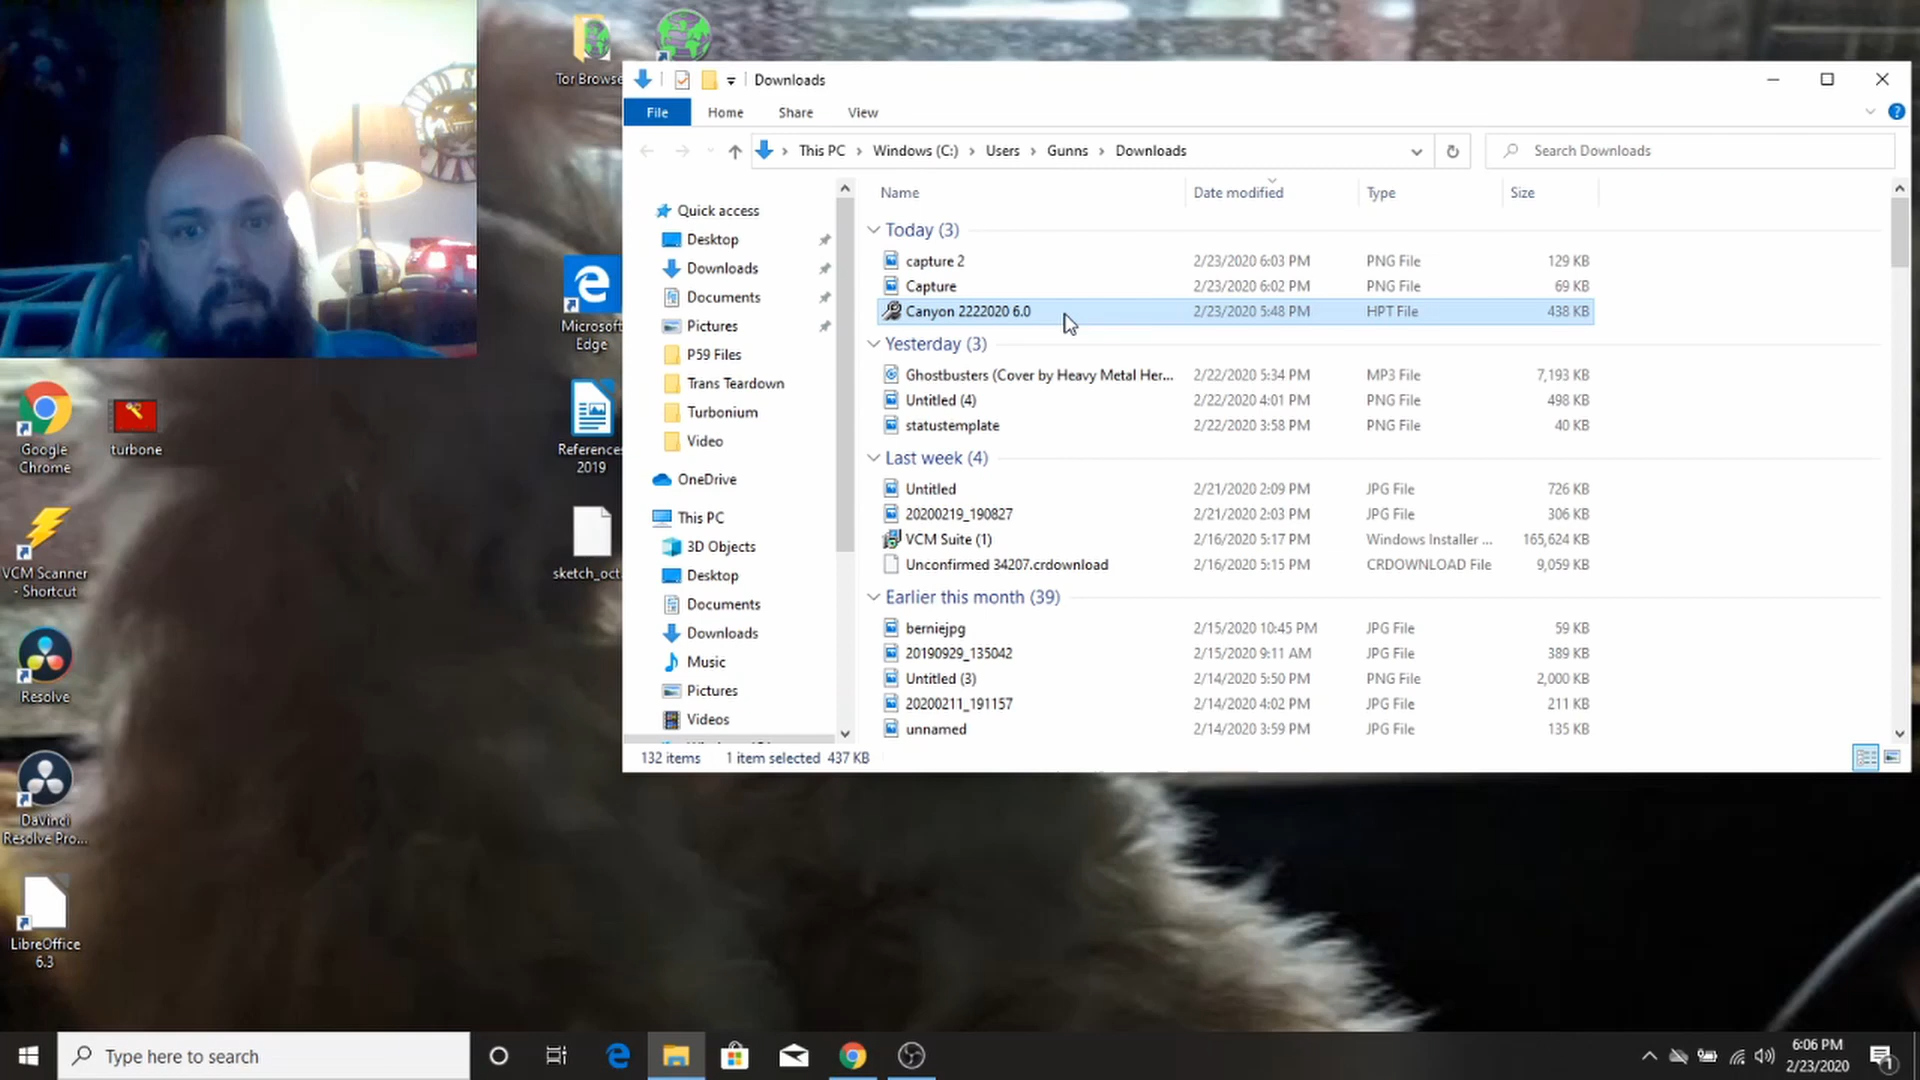 Tor Browse
Downloads
File
Home
Share
View
This PC
Windows (C:)
Users
Gunns
Downloads
Search Downloads
Name
Date modified
Type
Size
Quick access
Desktop
Downloads
Documents
Pictures
P59 Files
Trans Teardown
Turbonium
Video
OneDrive
This PC
3D Objects
Desktop
Documents
Downloads
Music
Pictures
Videos
Today (3)
capture 2 2/23/2020 6:03 PM PNG File 129 KB
Capture 2/23/2020 6:02 PM PNG File 69 KB
Canyon 2222020 6.0 2/23/2020 5:48 PM HPT File 438 KB
Yesterday (3)
Ghostbusters (Cover by Heavy Metal Her... 2/22/2020 5:34 PM MP3 File 7,193 KB
Untitled (4) 2/22/2020 4:01 PM PNG File 498 KB
statustemplate 2/22/2020 3:58 PM PNG File 40 KB
Last week (4)
Untitled 2/21/2020 2:09 PM JPG File 726 KB
20200219_190827 2/21/2020 2:03 PM JPG File 306 KB
VCM Suite (1) 2/16/2020 5:17 PM Windows Installer ... 165,624 KB
Unconfirmed 34207.crdownload 2/16/2020 5:15 PM CRDOWNLOAD File 9,059 KB
Earlier this month (39)
berniejpg 2/15/2020 10:45 PM JPG File 59 KB
20190929_135042 2/15/2020 9:11 AM JPG File 389 KB
Untitled (3) 2/14/2020 5:50 PM PNG File 2,000 KB
20200211_191157 2/14/2020 4:02 PM JPG File 211 KB
unnamed 2/14/2020 3:59 PM JPG File 135 KB
132 items 1 item selected 437 KB
Microsoft
Edge
References
2019
sketch_oct
Google
Chrome
turbone
VCM Scanner
- Shortcut
Resolve
DaVinci
Resolve Pro...
LibreOffice
6.3
Type here to search
6:06 PM
2/23/2020
1